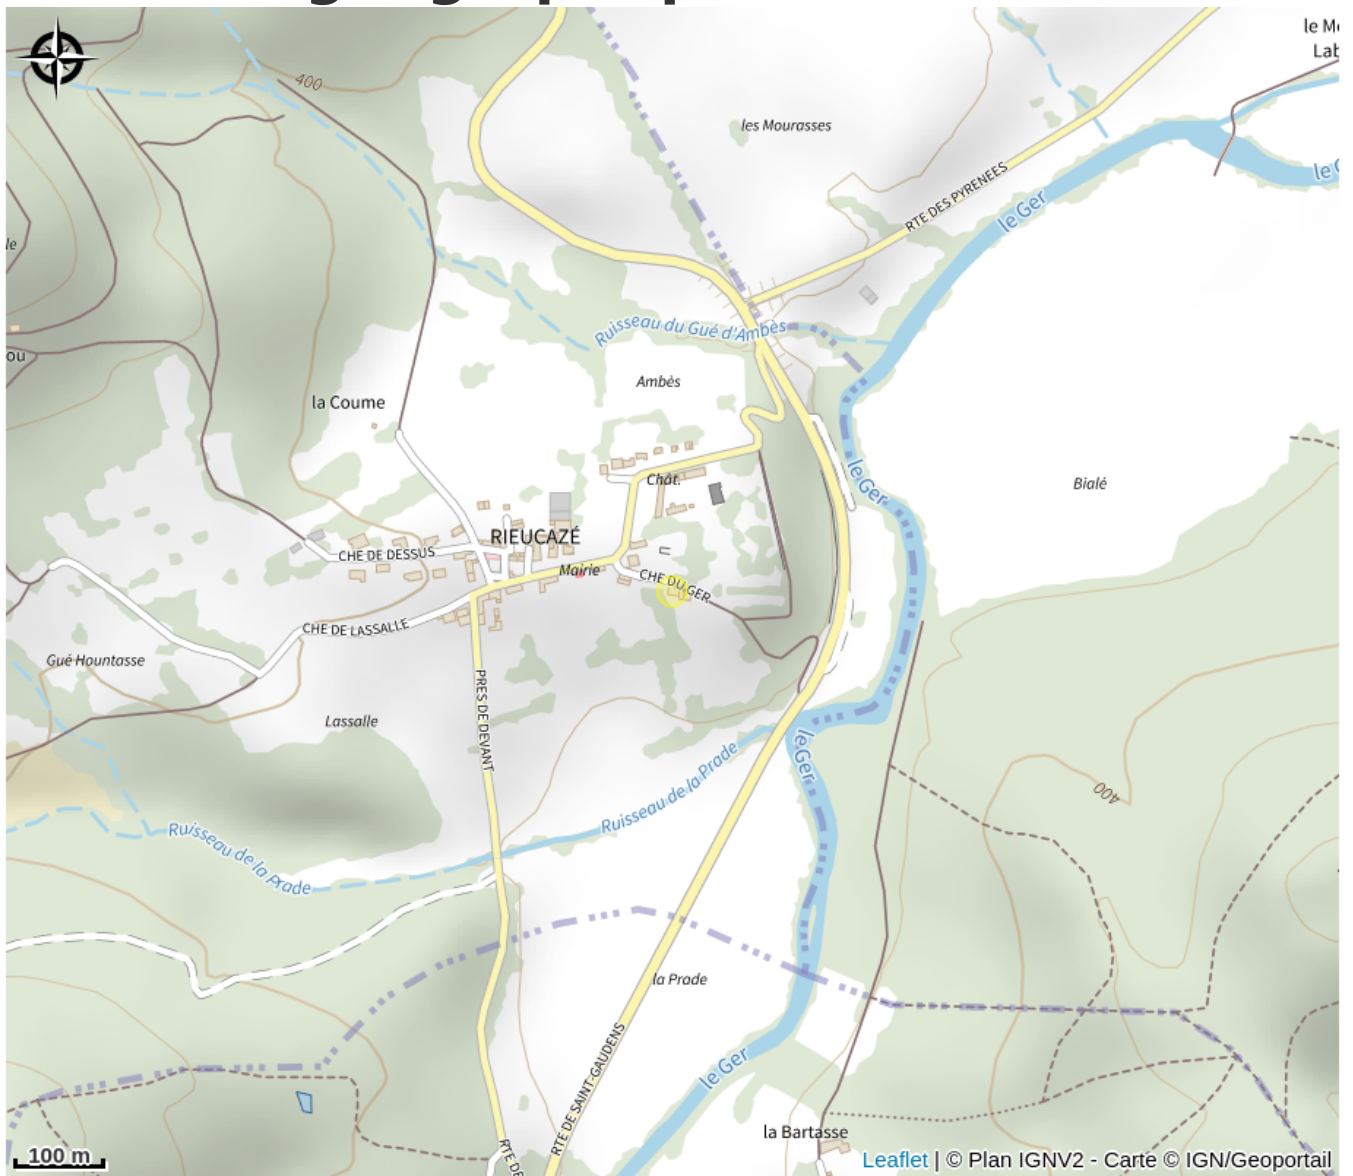 400
les Mourasses
RTE DES PYRENEES
le Ger
Ruisseau du Gué d'Ambès
Ambès
la Coume
Chât.
le Ger
Bialé
RIEUCAZÉ
CHE DE DESSUS
Mairie
CHE DU GER
CHE DE LASSALLE
Gué Hountasse
PRES DE DEVANT
Lassalle
le Ger
Ruisseau de la Prade
400
Ruisseau de la Prade
la Prade
RTE DE SAINT-GAUDENS
le Ger
la Bartasse
RTE DE
100 m
Leaflet | © Plan IGNV2 - Carte © IGN/Geoportail